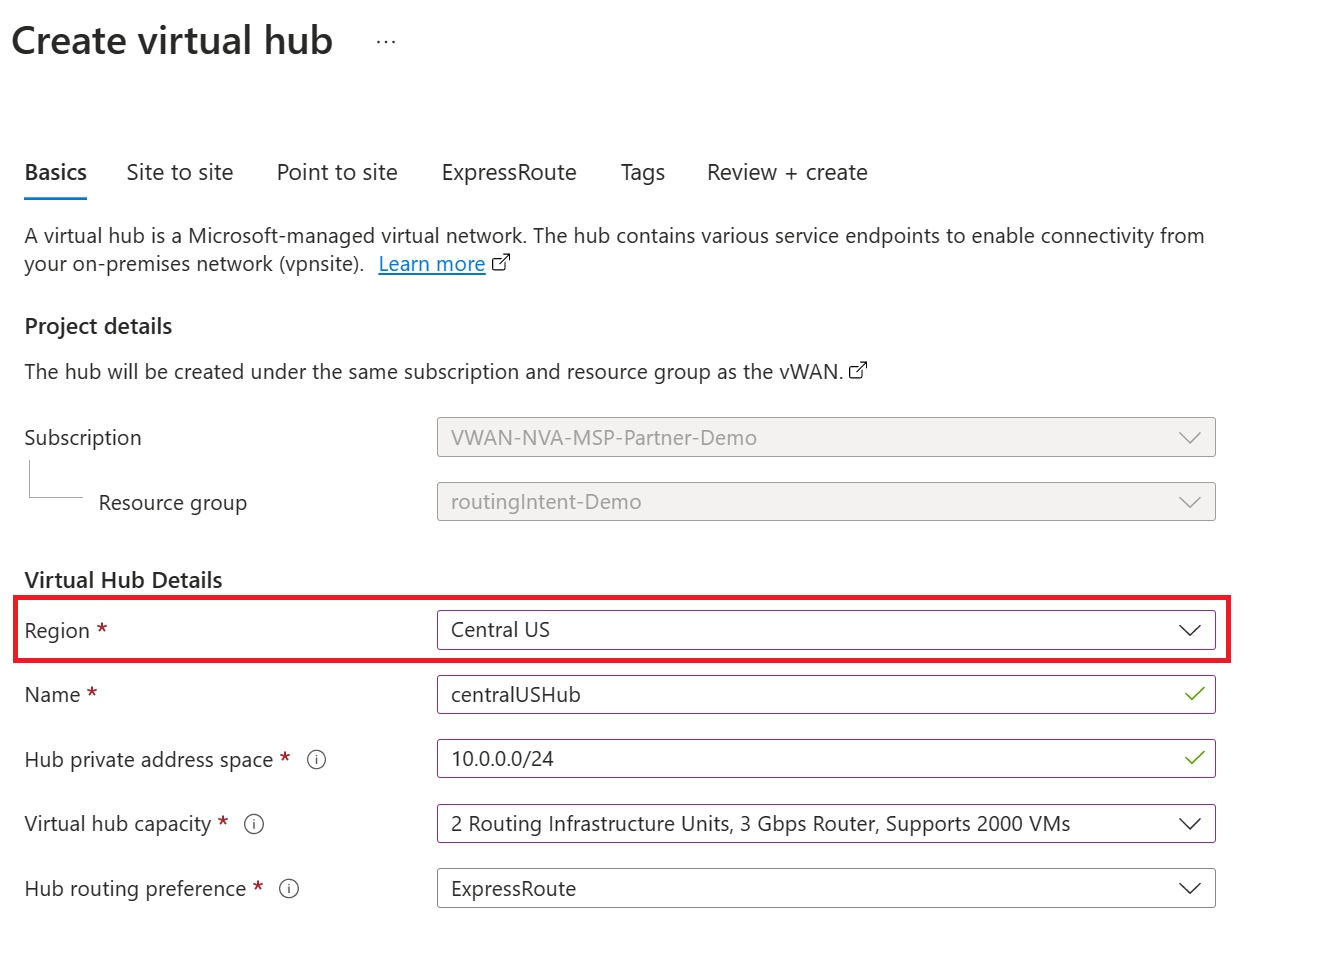 Create virtual hub ...
Basics Site to site Point to site ExpressRoute Tags Review + create
A virtual hub is a Microsoft-managed virtual network. The hub contains various service endpoints to enable connectivity from
your on-premises network (vpnsite). Learn more
Project details
The hub will be created under the same subscription and resource group as the vWAN.
Subscription VWAN-NVA-MSP-Partner-Demo
Resource group routingIntent-Demo
Virtual Hub Details
Region * Central US
Name * centralUSHub
Hub private address space * 10.0.0.0/24
Virtual hub capacity * 2 Routing Infrastructure Units, 3 Gbps Router, Supports 2000 VMs
Hub routing preference * ExpressRoute